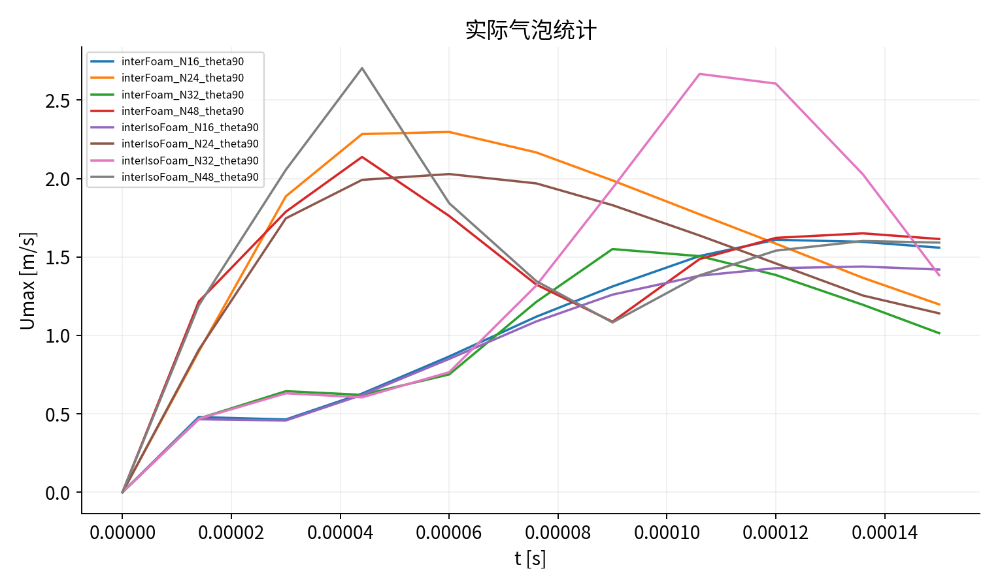 实际气泡统计
interFoam_N16_theta90
interFoam_N24_theta90
interFoam_N32_theta90
interFoam_N48_theta90
interIsoFoam_N16_theta90
interIsoFoam_N24_theta90
interIsoFoam_N32_theta90
interIsoFoam_N48_theta90
Umax [m/s]
2.5
2.0
1.5
1.0
0.5
0.0
0.00000 0.00002 0.00004 0.00006 0.00008 0.00010 0.00012 0.00014
t [s]